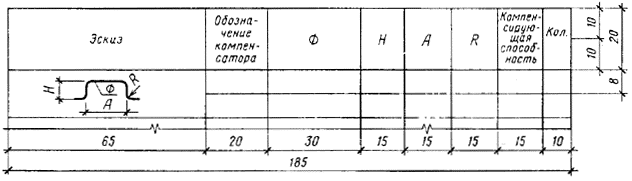 Эскиз
Обозна-
чение
компен-
сатора
Ф
Н
А
R
Компен-
сирую-
щая
способ-
ность
Кол.
10
10
20
8
Н
Ф
R
А
65
20
30
15
15
15
15
10
185